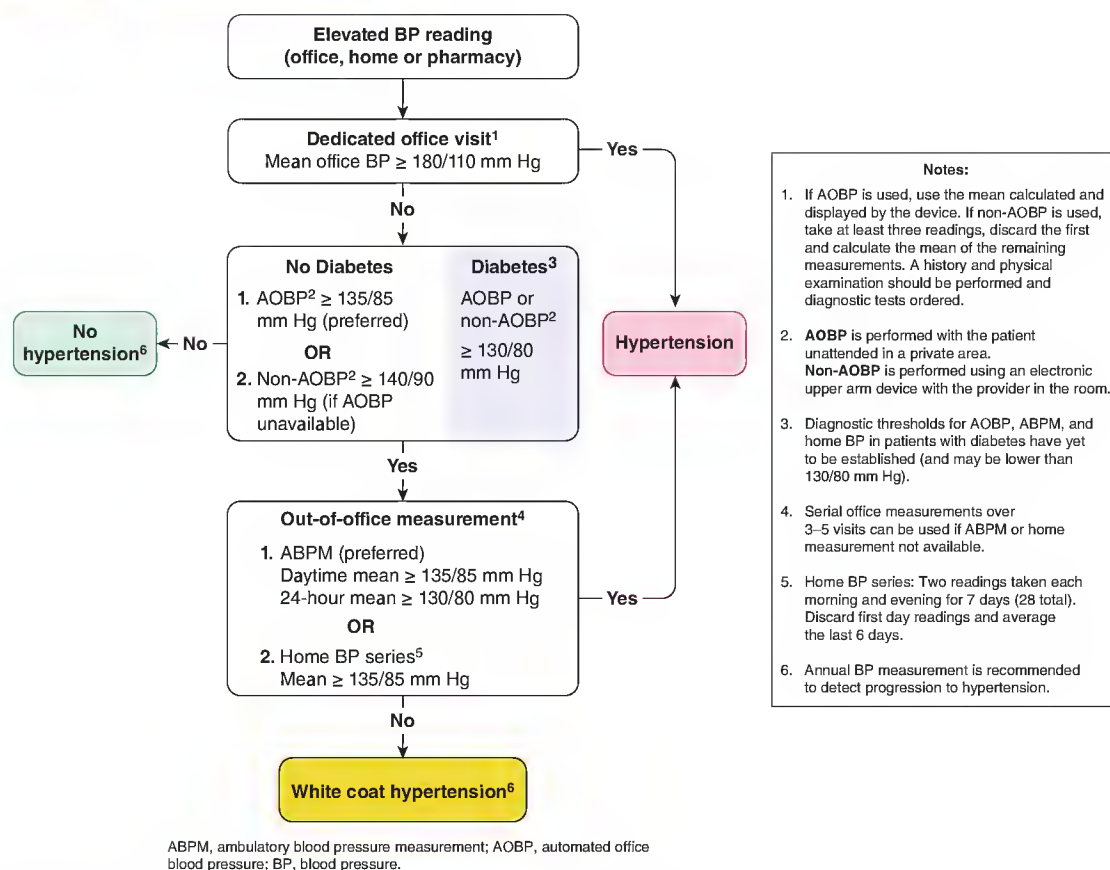 Elevated BP reading
(office, home or pharmacy)
Dedicated office visit¹
Mean office BP ≥ 180/110 mm Hg
Yes
No
No Diabetes
1. AOBP² ≥ 135/85
mm Hg (preferred)
OR
2. Non-AOBP² ≥ 140/90
mm Hg (if AOBP
unavailable)
Diabetes³
AOBP or
non-AOBP²
≥ 130/80
mm Hg
No
No
hypertension⁶
Hypertension
Yes
Out-of-office measurement⁴
1. ABPM (preferred)
Daytime mean ≥ 135/85 mm Hg
24-hour mean ≥ 130/80 mm Hg
OR
2. Home BP series⁵
Mean ≥ 135/85 mm Hg
Yes
No
White coat hypertension⁶
Notes:
1. If AOBP is used, use the mean calculated and
displayed by the device. If non-AOBP is used,
take at least three readings, discard the first
and calculate the mean of the remaining
measurements. A history and physical
examination should be performed and
diagnostic tests ordered.
2. AOBP is performed with the patient
unattended in a private area.
Non-AOBP is performed using an electronic
upper arm device with the provider in the room.
3. Diagnostic thresholds for AOBP, ABPM, and
home BP in patients with diabetes have yet
to be established (and may be lower than
130/80 mm Hg).
4. Serial office measurements over
3–5 visits can be used if ABPM or home
measurement not available.
5. Home BP series: Two readings taken each
morning and evening for 7 days (28 total).
Discard first day readings and average
the last 6 days.
6. Annual BP measurement is recommended
to detect progression to hypertension.
ABPM, ambulatory blood pressure measurement; AOBP, automated office
blood pressure; BP, blood pressure.